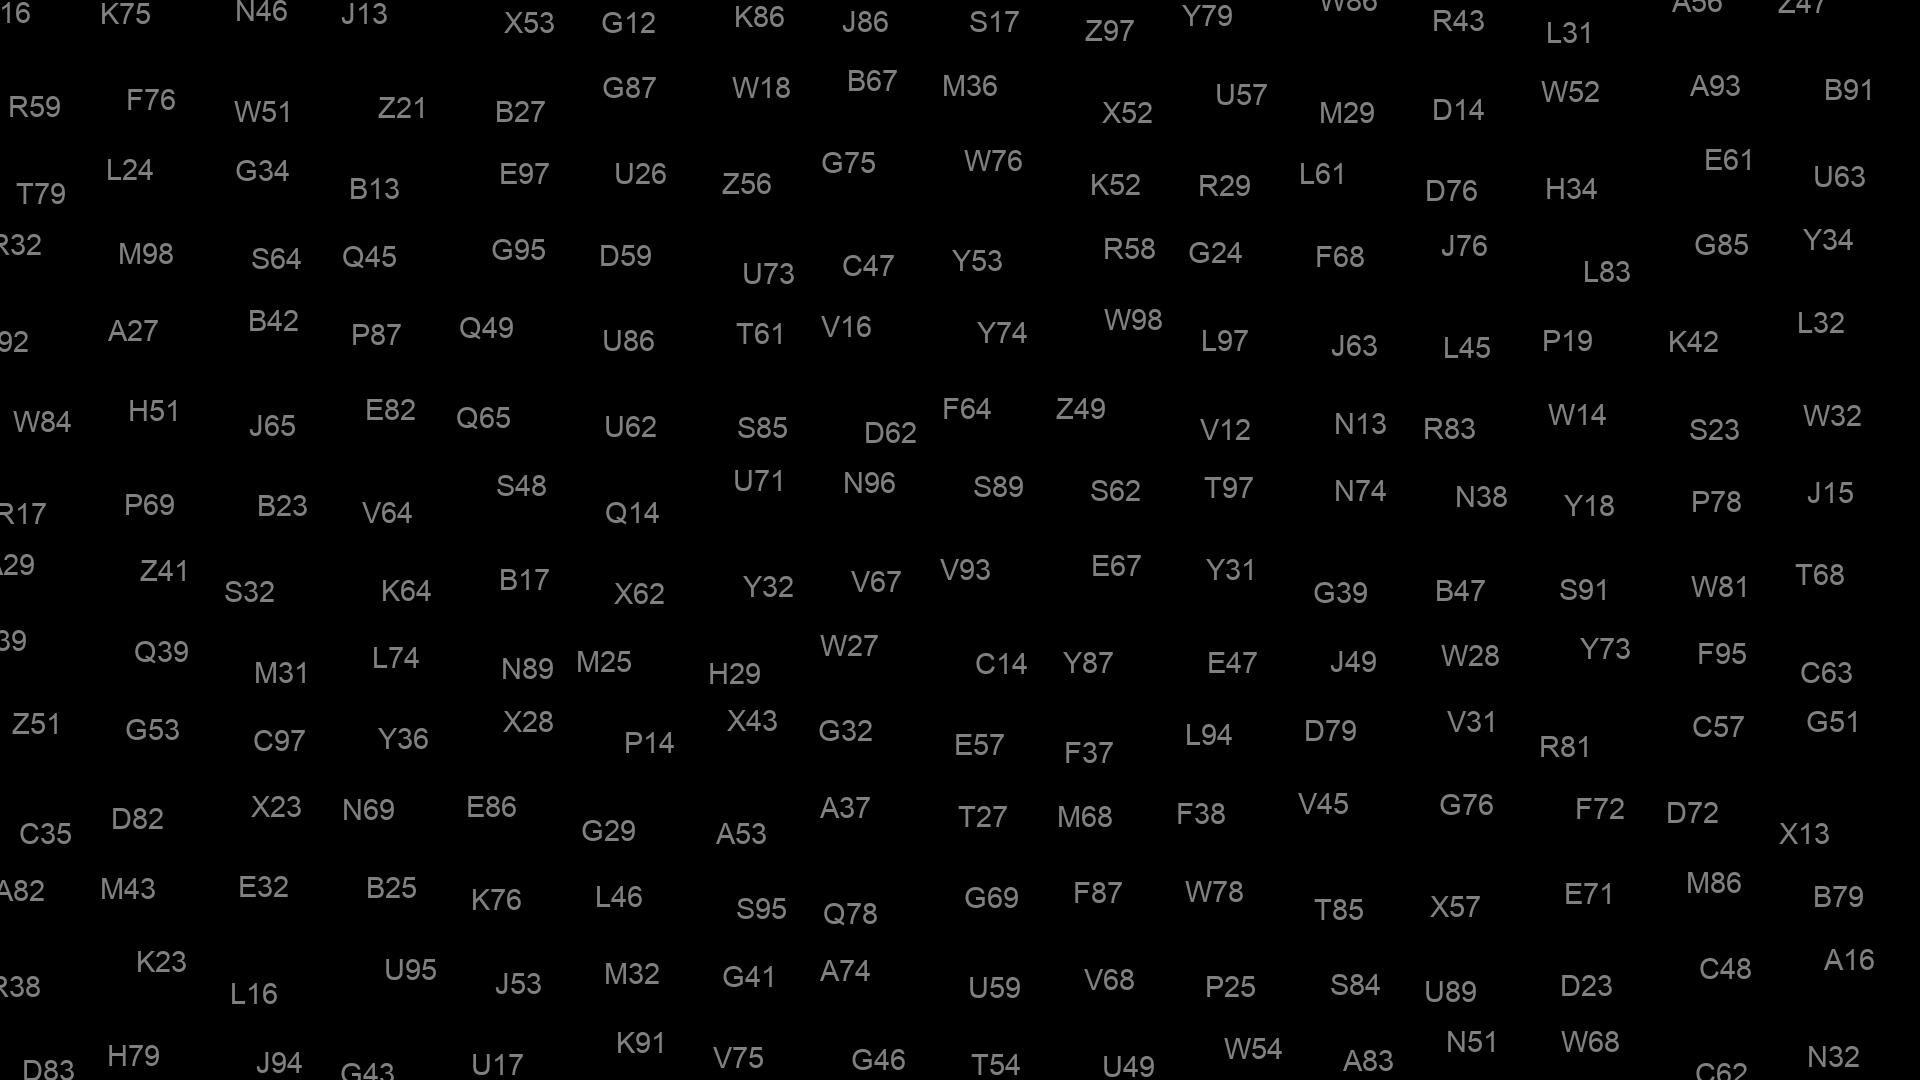 16 K75 N46 J13 X53 G12 K86 J86 S17 Z97 Y79 W86 R43 L31 A56 Z47
R59 F76 W51 Z21 B27 G87 W18 B67 M36 X52 U57 M29 D14 W52 A93 B91
T79 L24 G34 B13 E97 U26 Z56 G75 W76 K52 R29 L61 D76 H34 E61 U63
R32 M98 S64 Q45 G95 D59 U73 C47 Y53 R58 G24 F68 J76 L83 G85 Y34
92 A27 B42 P87 Q49 U86 T61 V16 Y74 W98 L97 J63 L45 P19 K42 L32
W84 H51 J65 E82 Q65 U62 S85 D62 F64 Z49 V12 N13 R83 W14 S23 W32
R17 P69 B23 V64 S48 Q14 U71 N96 S89 S62 T97 N74 N38 Y18 P78 J15
A29 Z41 S32 K64 B17 X62 Y32 V67 V93 E67 Y31 G39 B47 S91 W81 T68
39 Q39 M31 L74 N89 M25 H29 W27 C14 Y87 E47 J49 W28 Y73 F95 C63
Z51 G53 C97 Y36 X28 P14 X43 G32 E57 F37 L94 D79 V31 R81 C57 G51
C35 D82 X23 N69 E86 G29 A53 A37 T27 M68 F38 V45 G76 F72 D72 X13
A82 M43 E32 B25 K76 L46 S95 Q78 G69 F87 W78 T85 X57 E71 M86 B79
R38 K23 L16 U95 J53 M32 G41 A74 U59 V68 P25 S84 U89 D23 C48 A16
D83 H79 J94 G43 U17 K91 V75 G46 T54 U49 W54 A83 N51 W68 C62 N32